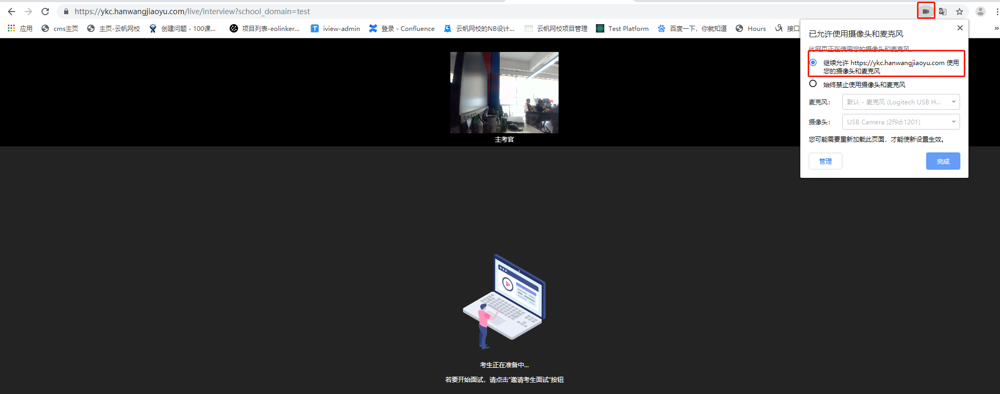 https://ykc.hanwangjiaoyu.com/live/interview?school_domain=test
应用 cms主页 主页-云帆网校 创建问题 - 100课... 项目列表-eolinker... iview-admin 登录 - Confluence 云帆网校的NB设计... 云帆网校项目管理 Test Platform 百度一下，你就知道 Hours 接口 »
已允许使用摄像头和麦克风
此网页正在使用您的摄像头和麦克风。
继续允许 https://ykc.hanwangjiaoyu.com 使用
您的摄像头和麦克风
始终禁止使用摄像头和麦克风
麦克风： 默认 - 麦克风 (Logitech USB H...
摄像头： USB Camera (2f9d:1201)
您可能需要重新加载此页面，才能使新设置生效。
管理 完成
主考官
考生正在准备中...
若要开始面试，请点击“邀请考生面试”按钮